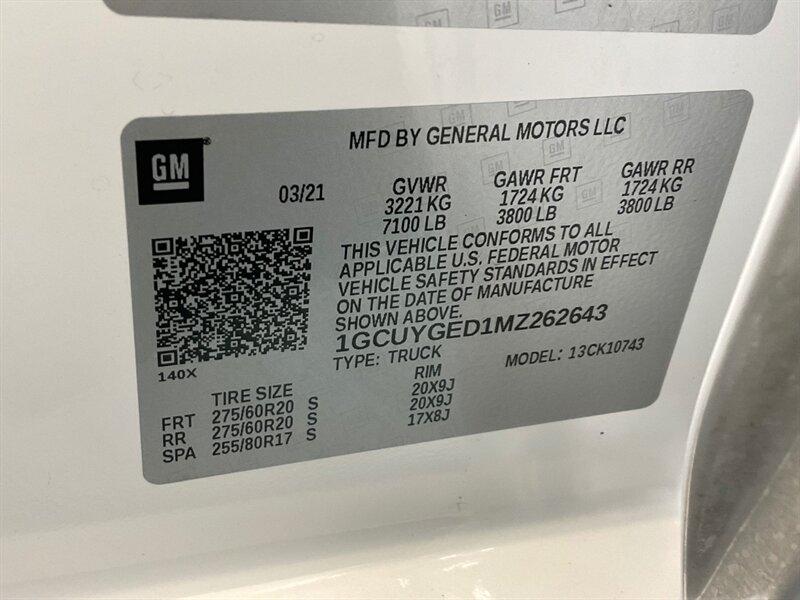 GM
MFD BY GENERAL MOTORS LLC
03/21
GVWR GAWR FRT GAWR RR
3221 KG 1724 KG 1724 KG
7100 LB 3800 LB 3800 LB
THIS VEHICLE CONFORMS TO ALL
APPLICABLE U.S. FEDERAL MOTOR
VEHICLE SAFETY STANDARDS IN EFFECT
ON THE DATE OF MANUFACTURE
SHOWN ABOVE.
1GCUYGED1MZ262643
TYPE: TRUCK MODEL: 13CK10743
140X
TIRE SIZE RIM
FRT 275/60R20 S 20X9J
RR 275/60R20 S 20X9J
SPA 255/80R17 S 17X8J